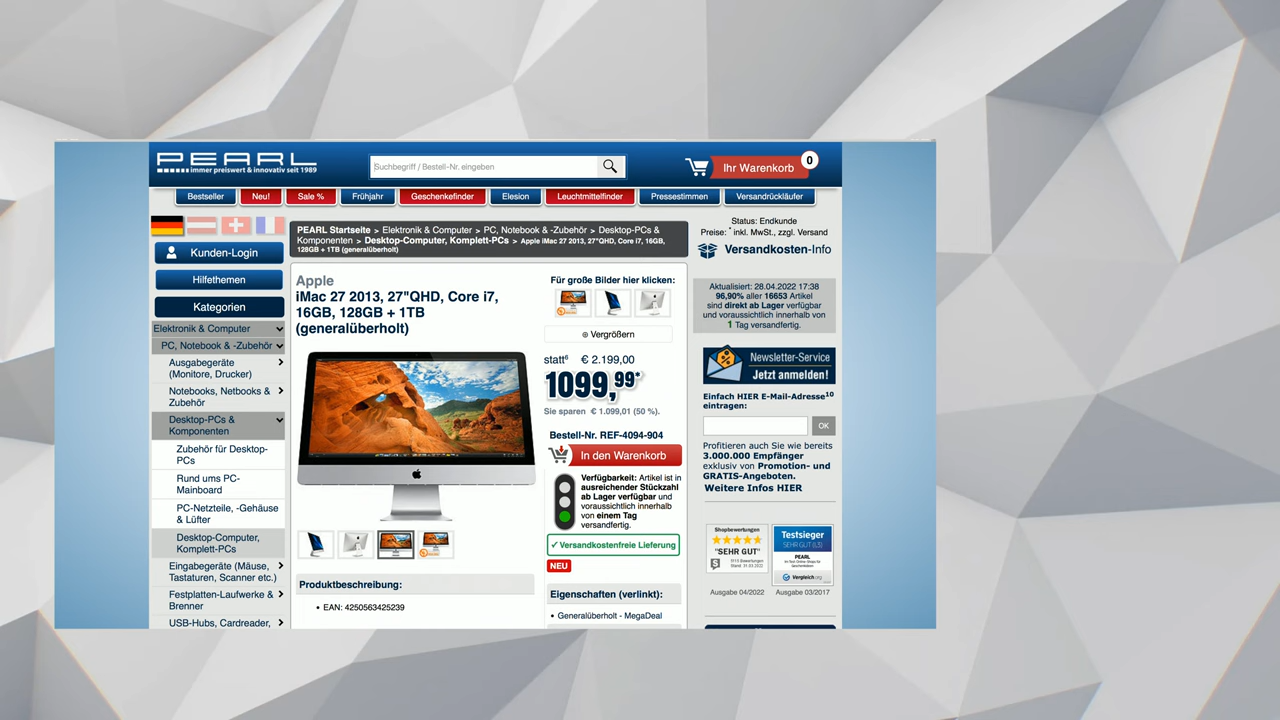 PEARL
immer preiswert & innovativ seit 1989
Suchbegriff / Bestell-Nr. eingeben
Ihr Warenkorb
0
Bestseller
Neu!
Sale %
Frühjahr
Geschenkefinder
Elesion
Leuchtmittelfinder
Pressestimmen
Versandrückläufer
Kunden-Login
Hilfethemen
Kategorien
Elektronik & Computer
PC, Notebook & -Zubehör
Ausgabegeräte
(Monitore, Drucker)
Notebooks, Netbooks &
Zubehör
Desktop-PCs &
Komponenten
Zubehör für Desktop-
PCs
Rund ums PC-
Mainboard
PC-Netzteile, -Gehäuse
& Lüfter
Desktop-Computer,
Komplett-PCs
Eingabegeräte (Mäuse,
Tastaturen, Scanner etc.)
Festplatten-Laufwerke &
Brenner
USB-Hubs, Cardreader,
PEARL Startseite > Elektronik & Computer > PC, Notebook & -Zubehör > Desktop-PCs &
Komponenten > Desktop-Computer, Komplett-PCs > Apple iMac 27 2013, 27"QHD, Core i7, 16GB,
128GB + 1TB (generalüberholt)
Apple
iMac 27 2013, 27"QHD, Core i7,
16GB, 128GB + 1TB
(generalüberholt)
Produktbeschreibung:
• EAN: 4250563425239
Für große Bilder hier klicken:
⊕ Vergrößern
statt⁶ € 2.199,00
1099,99*
Sie sparen € 1.099,01 (50 %).
Bestell-Nr. REF-4094-904
In den Warenkorb
Verfügbarkeit: Artikel ist in
ausreichender Stückzahl
ab Lager verfügbar und
voraussichtlich innerhalb
von einem Tag
versandfertig.
✓ Versandkostenfreie Lieferung
NEU
Eigenschaften (verlinkt):
• Generalüberholt - MegaDeal
Status: Endkunde
Preise: * inkl. MwSt., zzgl. Versand
Versandkosten-Info
Aktualisiert: 28.04.2022 17:38
96,90% aller 16653 Artikel
sind direkt ab Lager verfügbar
und voraussichtlich innerhalb von
1 Tag versandfertig.
Newsletter-Service
Jetzt anmelden!
Einfach HIER E-Mail-Adresse¹⁰
eintragen:
OK
Profitieren auch Sie wie bereits
3.000.000 Empfänger
exklusiv von Promotion- und
GRATIS-Angeboten.
Weitere Infos HIER
Shopbewertungen
"SEHR GUT"
Ausgabe 04/2022
Testsieger
SEHR GUT (1,3)
PEARL
Vergleich.org
Ausgabe 03/2017